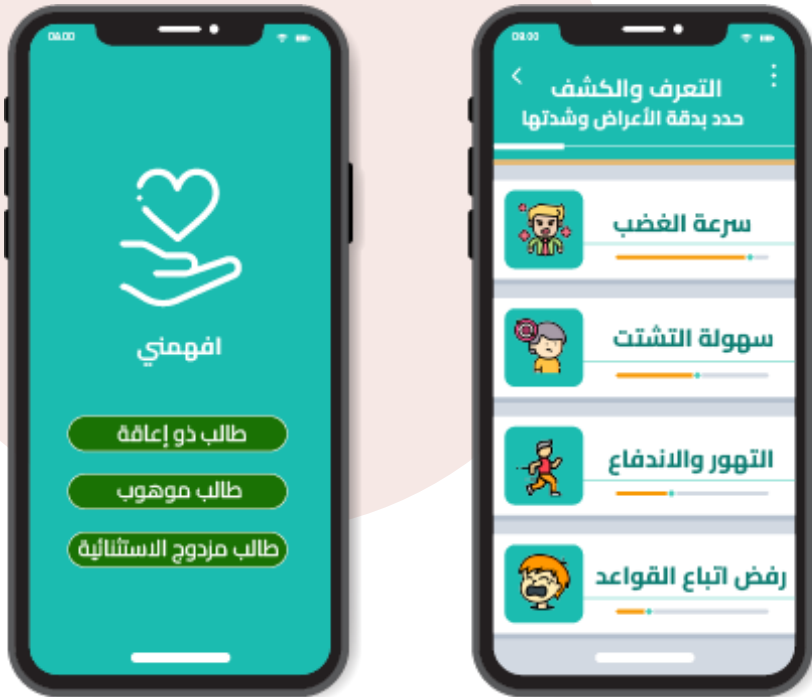 08:00
افهمني
طالب ذو إعاقة
طالب موهوب
طالب مزدوج الاستثنائية
08:00
التعرف والكشف
حدد بدقة الأعراض وشدتها
سرعة الغضب
سهولة التشتت
التهور والاندفاع
رفض اتباع القواعد